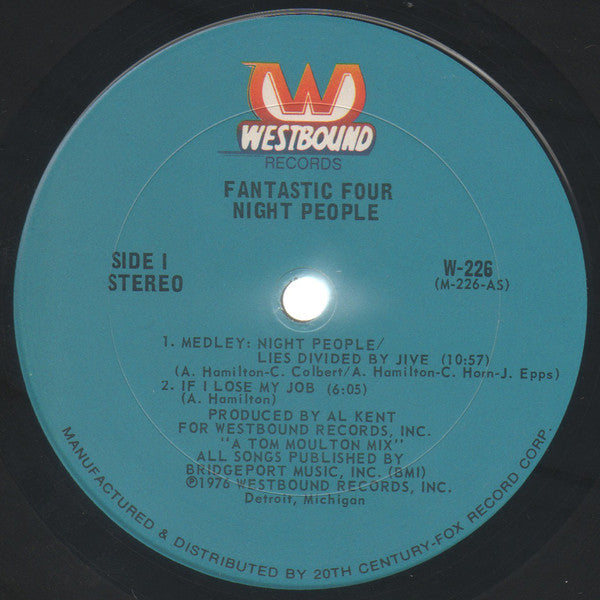 W
WESTBOUND
RECORDS
FANTASTIC FOUR
NIGHT PEOPLE
SIDE I
STEREO
W-226
(M-226-AS)
1. MEDLEY: NIGHT PEOPLE/
LIES DIVIDED BY JIVE (10:57)
(A. Hamilton-C. Colbert/A. Hamilton-C. Horn-J. Epps)
2. IF I LOSE MY JOB (6:05)
(A. Hamilton)
PRODUCED BY AL KENT
FOR WESTBOUND RECORDS, INC.
"A TOM MOULTON MIX"
ALL SONGS PUBLISHED BY
BRIDGEPORT MUSIC, INC. (BMI)
℗1976 WESTBOUND RECORDS, INC.
Detroit, Michigan
MANUFACTURED & DISTRIBUTED BY 20TH CENTURY-FOX RECORD CORP.